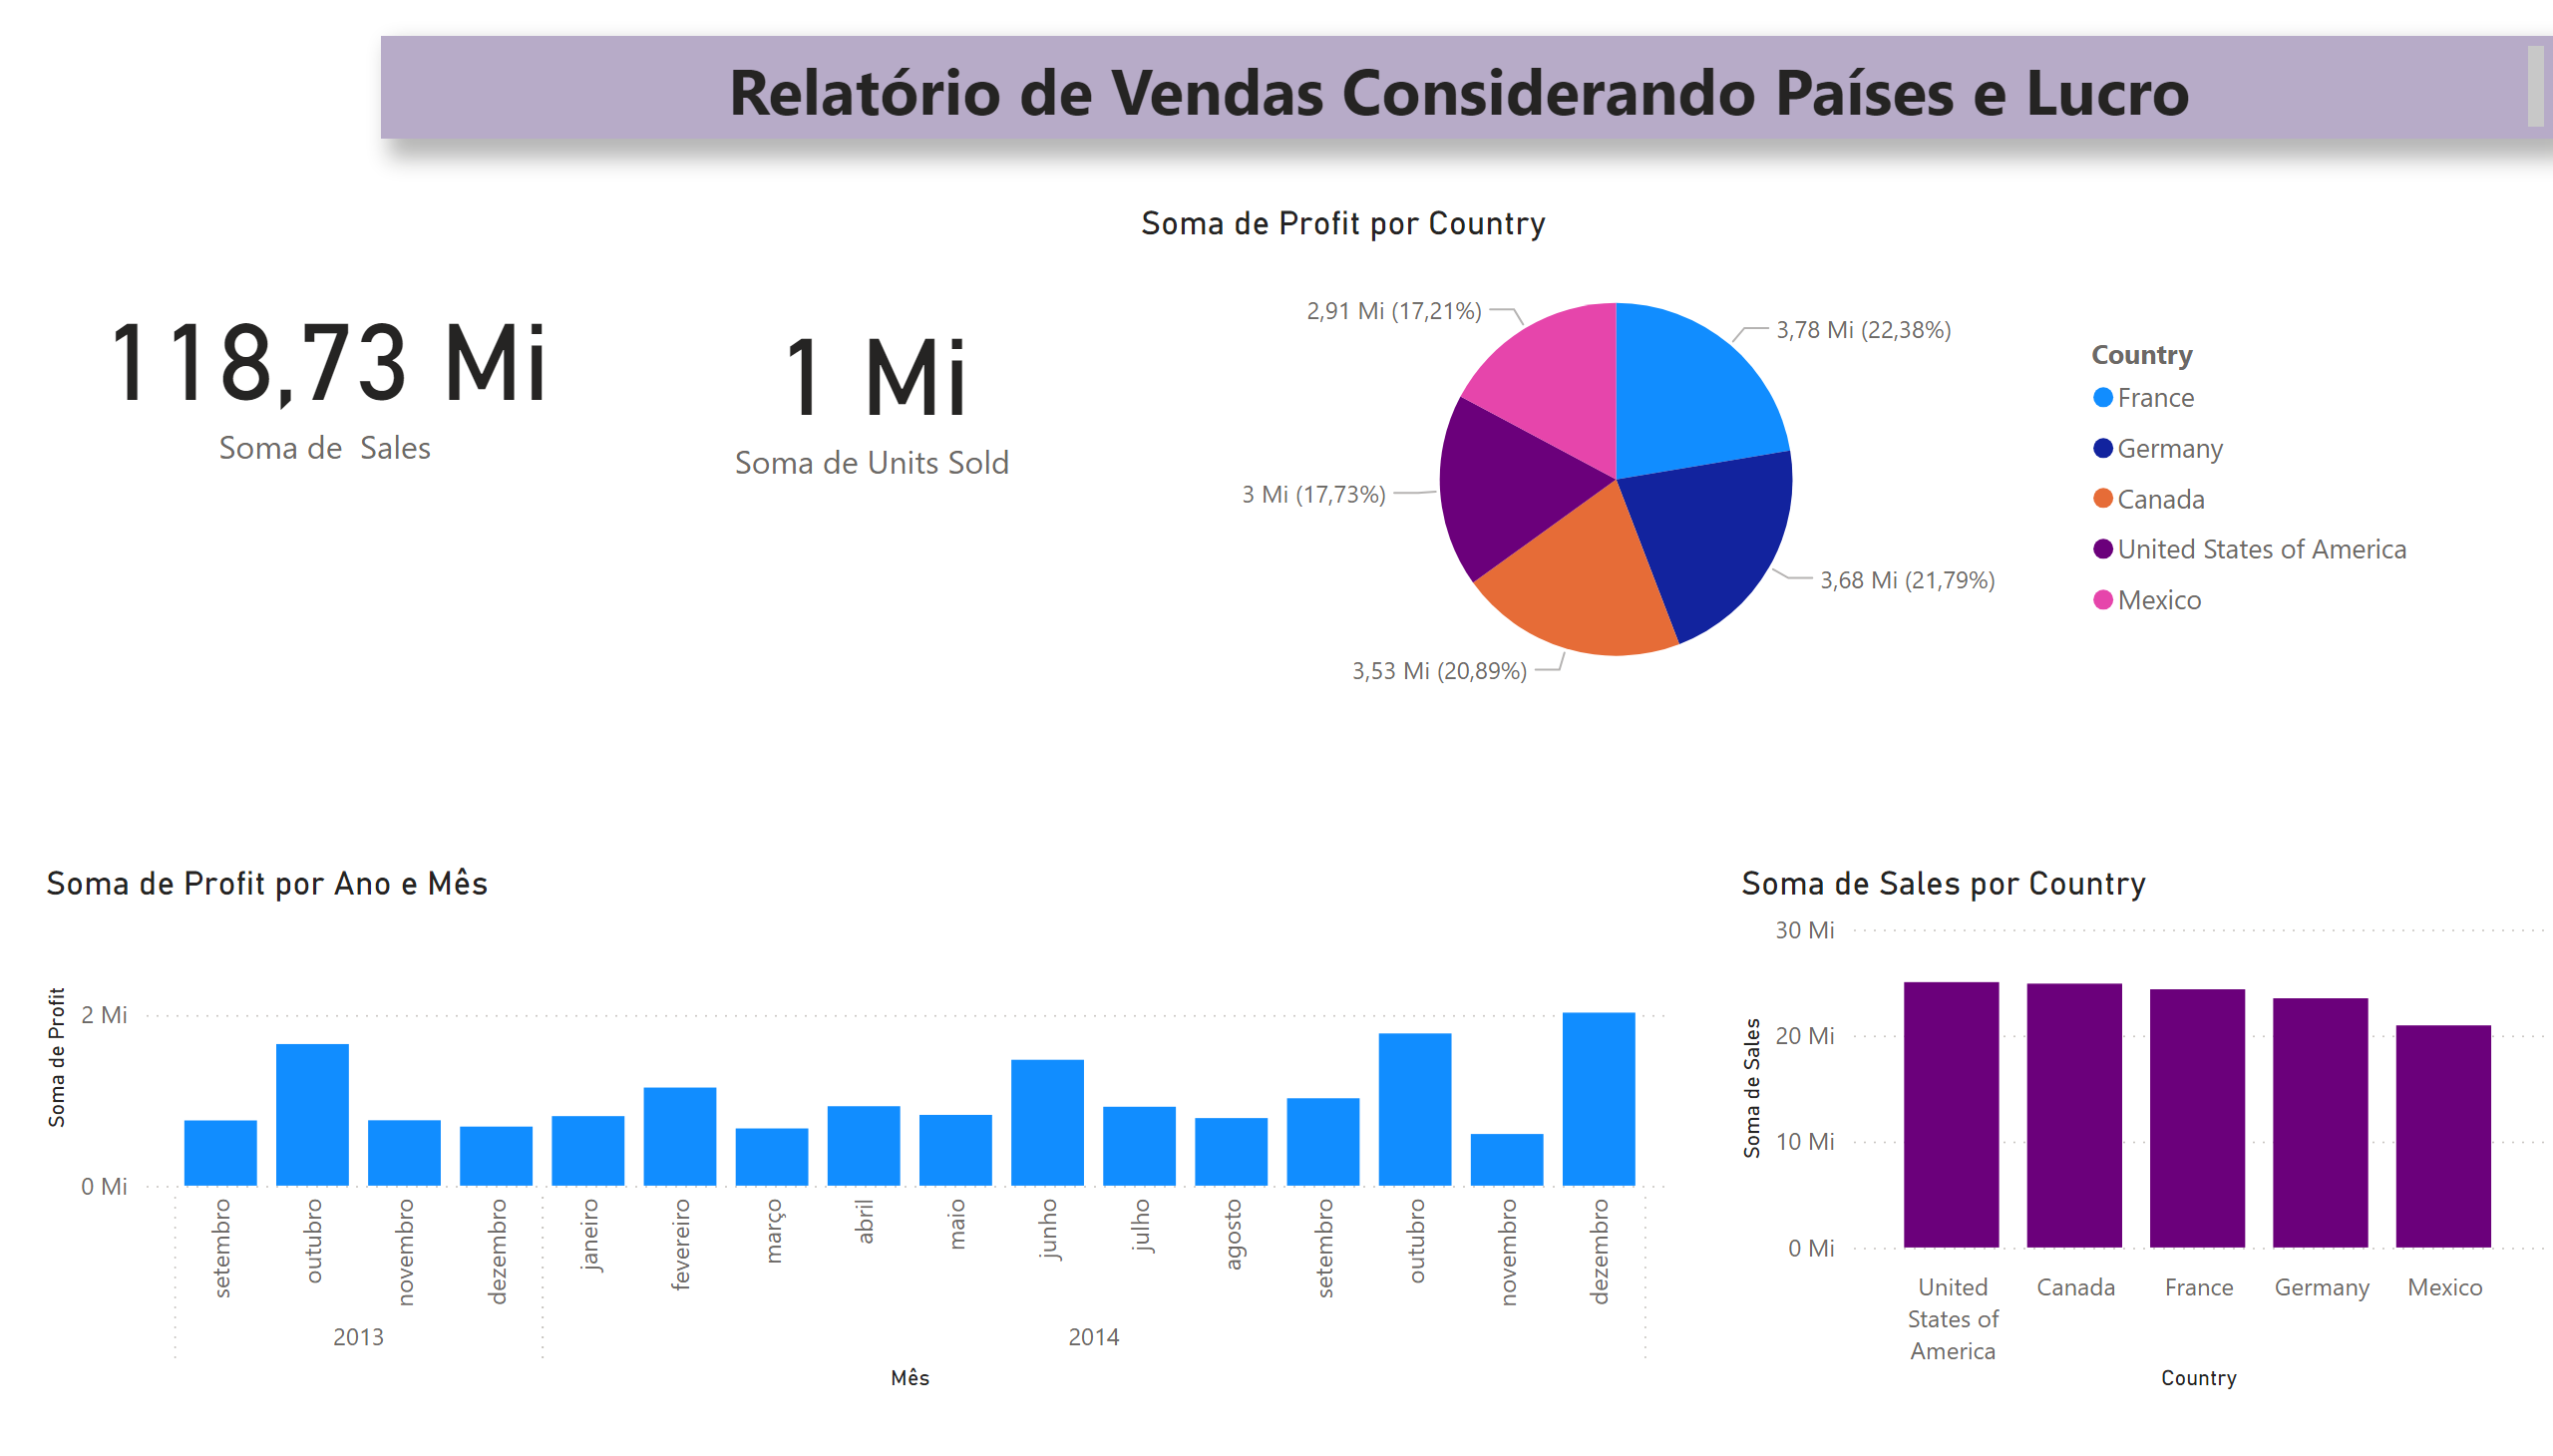 Relatório de Vendas Considerando Países e Lucro
118,73 Mi
Soma de  Sales
1 Mi
Soma de Units Sold
Soma de Profit por Country
2,91 Mi (17,21%)
3,78 Mi (22,38%)
3 Mi (17,73%)
3,68 Mi (21,79%)
3,53 Mi (20,89%)
Country
France
Germany
Canada
United States of America
Mexico
Soma de Profit por Ano e Mês
Soma de Profit
2 Mi
0 Mi
setembro
outubro
novembro
dezembro
janeiro
fevereiro
março
abril
maio
junho
julho
agosto
setembro
outubro
novembro
dezembro
2013
2014
Mês
Soma de Sales por Country
Soma de Sales
30 Mi
20 Mi
10 Mi
0 Mi
United
States of
America
Canada
France
Germany
Mexico
Country